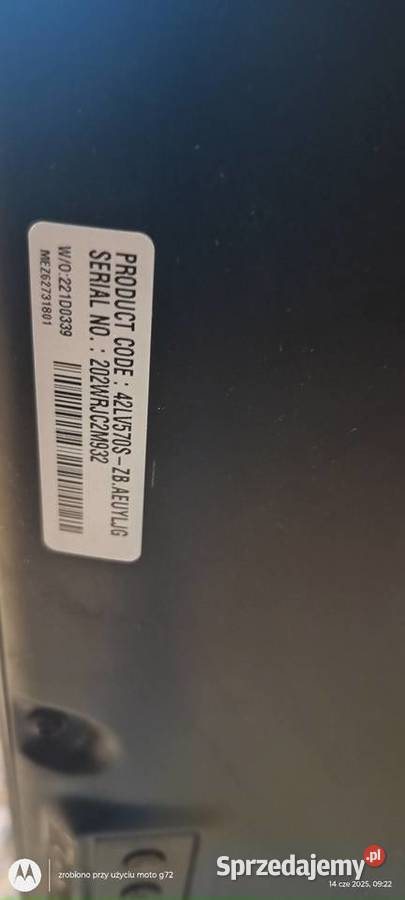 PRODUCT CODE : 42LV570S-ZB.AEUYLJG
SERIAL NO. : 202WRJC2M932
W/O:221D0339
MEZ62731801
CE
zrobiono przy użyciu moto g72
Sprzedajemy.pl
14 cze 2025, 09:22